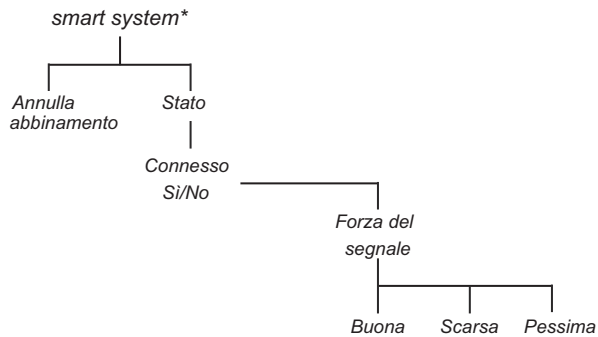 smart system*
Annulla
abbinamento
Stato
Connesso
Sì/No
Forza del
segnale
Buona
Scarsa
Pessima